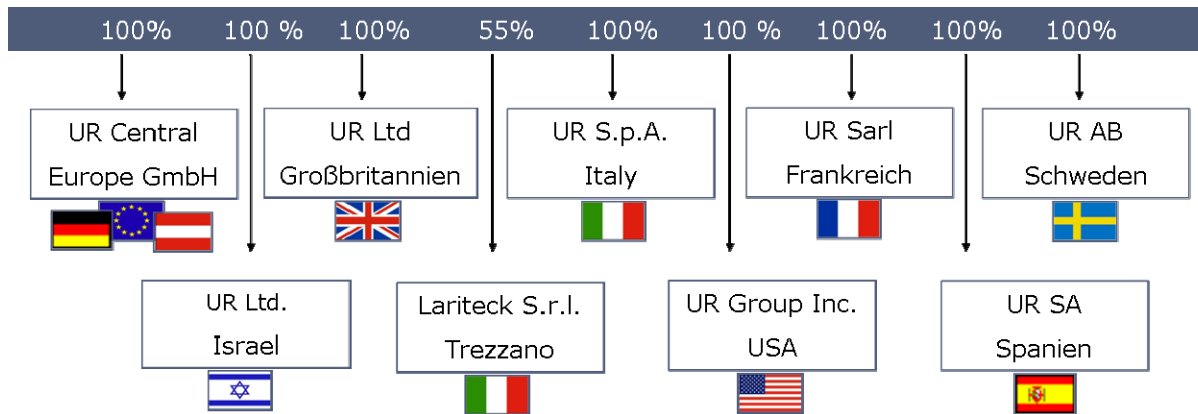 100% 100 % 100% 55% 100% 100 % 100% 100% 100%
UR Central
Europe GmbH
UR Ltd
Großbritannien
UR S.p.A.
Italy
UR Sarl
Frankreich
UR AB
Schweden
UR Ltd.
Israel
Lariteck S.r.l.
Trezzano
UR Group Inc.
USA
UR SA
Spanien